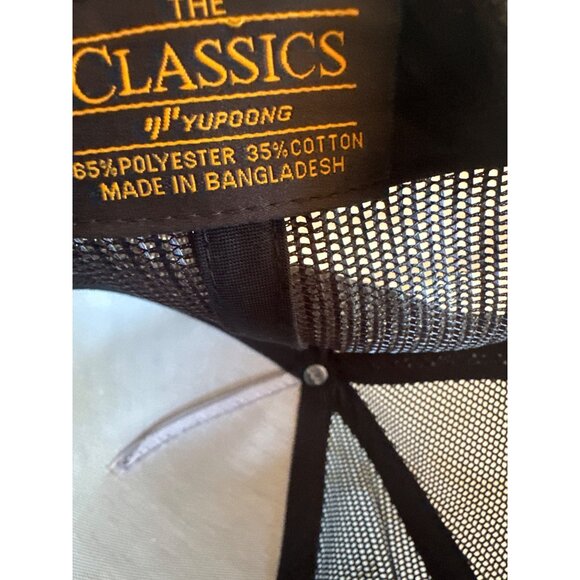 THE
CLASSICS
YUPOONG
65%POLYESTER 35%COTTON
MADE IN BANGLADESH